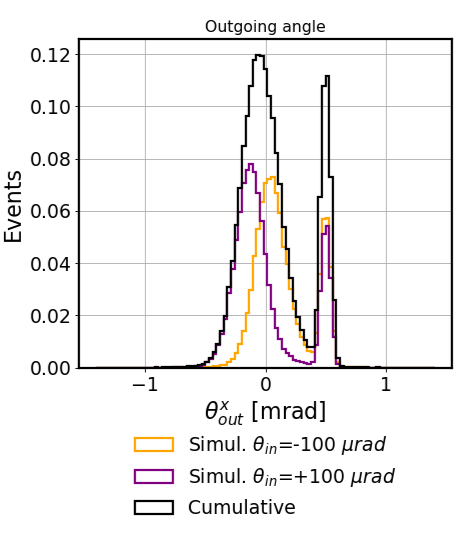 Outgoing angle
0.12
0.10
0.08
0.06
0.04
0.02
0.00
Events
−1 0 1
θ^x_out [mrad]
Simul. θ_in=-100 μrad
Simul. θ_in=+100 μrad
Cumulative